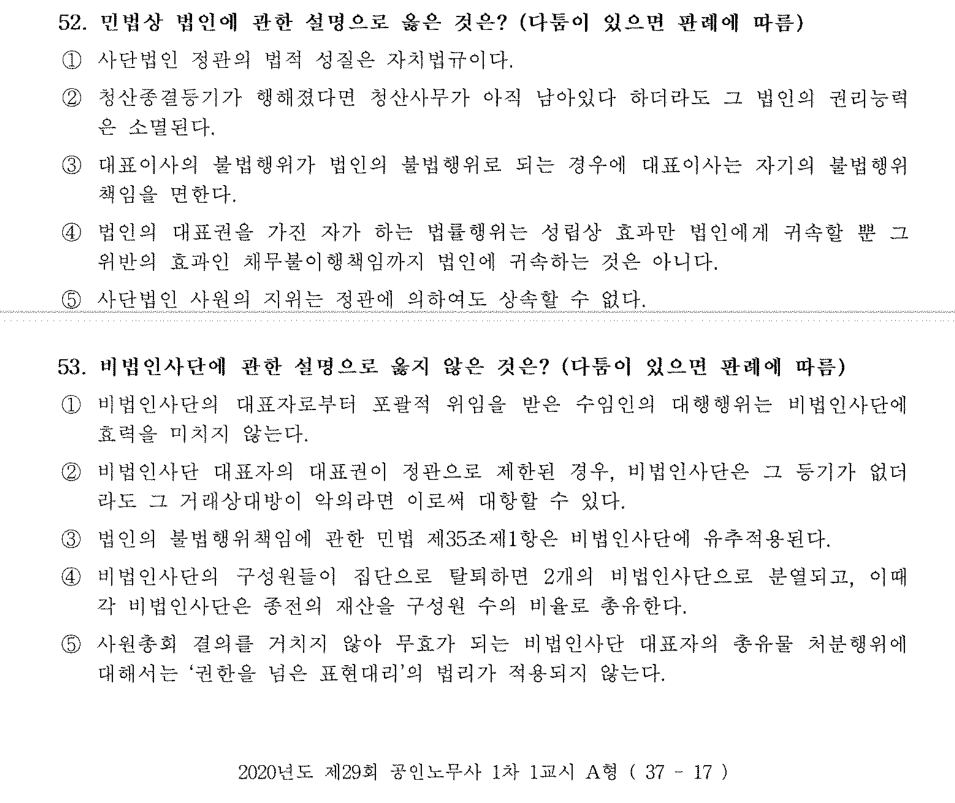 52. 민법상 법인에 관한 설명으로 옳은 것은? (다툼이 있으면 판례에 따름)
① 사단법인 정관의 법적 성질은 자치법규이다.
② 청산종결등기가 행해졌다면 청산사무가 아직 남아있다 하더라도 그 법인의 권리능력
은 소멸된다.
③ 대표이사의 불법행위가 법인의 불법행위로 되는 경우에 대표이사는 자기의 불법행위
책임을 면한다.
④ 법인의 대표권을 가진 자가 하는 법률행위는 성립상 효과만 법인에게 귀속할 뿐 그
위반의 효과인 채무불이행책임까지 법인에 귀속하는 것은 아니다.
⑤ 사단법인 사원의 지위는 정관에 의하여도 상속할 수 없다.
53. 비법인사단에 관한 설명으로 옳지 않은 것은? (다툼이 있으면 판례에 따름)
① 비법인사단의 대표자로부터 포괄적 위임을 받은 수임인의 대행행위는 비법인사단에
효력을 미치지 않는다.
② 비법인사단 대표자의 대표권이 정관으로 제한된 경우, 비법인사단은 그 등기가 없더
라도 그 거래상대방이 악의라면 이로써 대항할 수 있다.
③ 법인의 불법행위책임에 관한 민법 제35조제1항은 비법인사단에 유추적용된다.
④ 비법인사단의 구성원들이 집단으로 탈퇴하면 2개의 비법인사단으로 분열되고, 이때
각 비법인사단은 종전의 재산을 구성원 수의 비율로 총유한다.
⑤ 사원총회 결의를 거치지 않아 무효가 되는 비법인사단 대표자의 총유물 처분행위에
대해서는 ‘권한을 넘은 표현대리’의 법리가 적용되지 않는다.
2020년도 제29회 공인노무사 1차 1교시 A형 ( 37 - 17 )